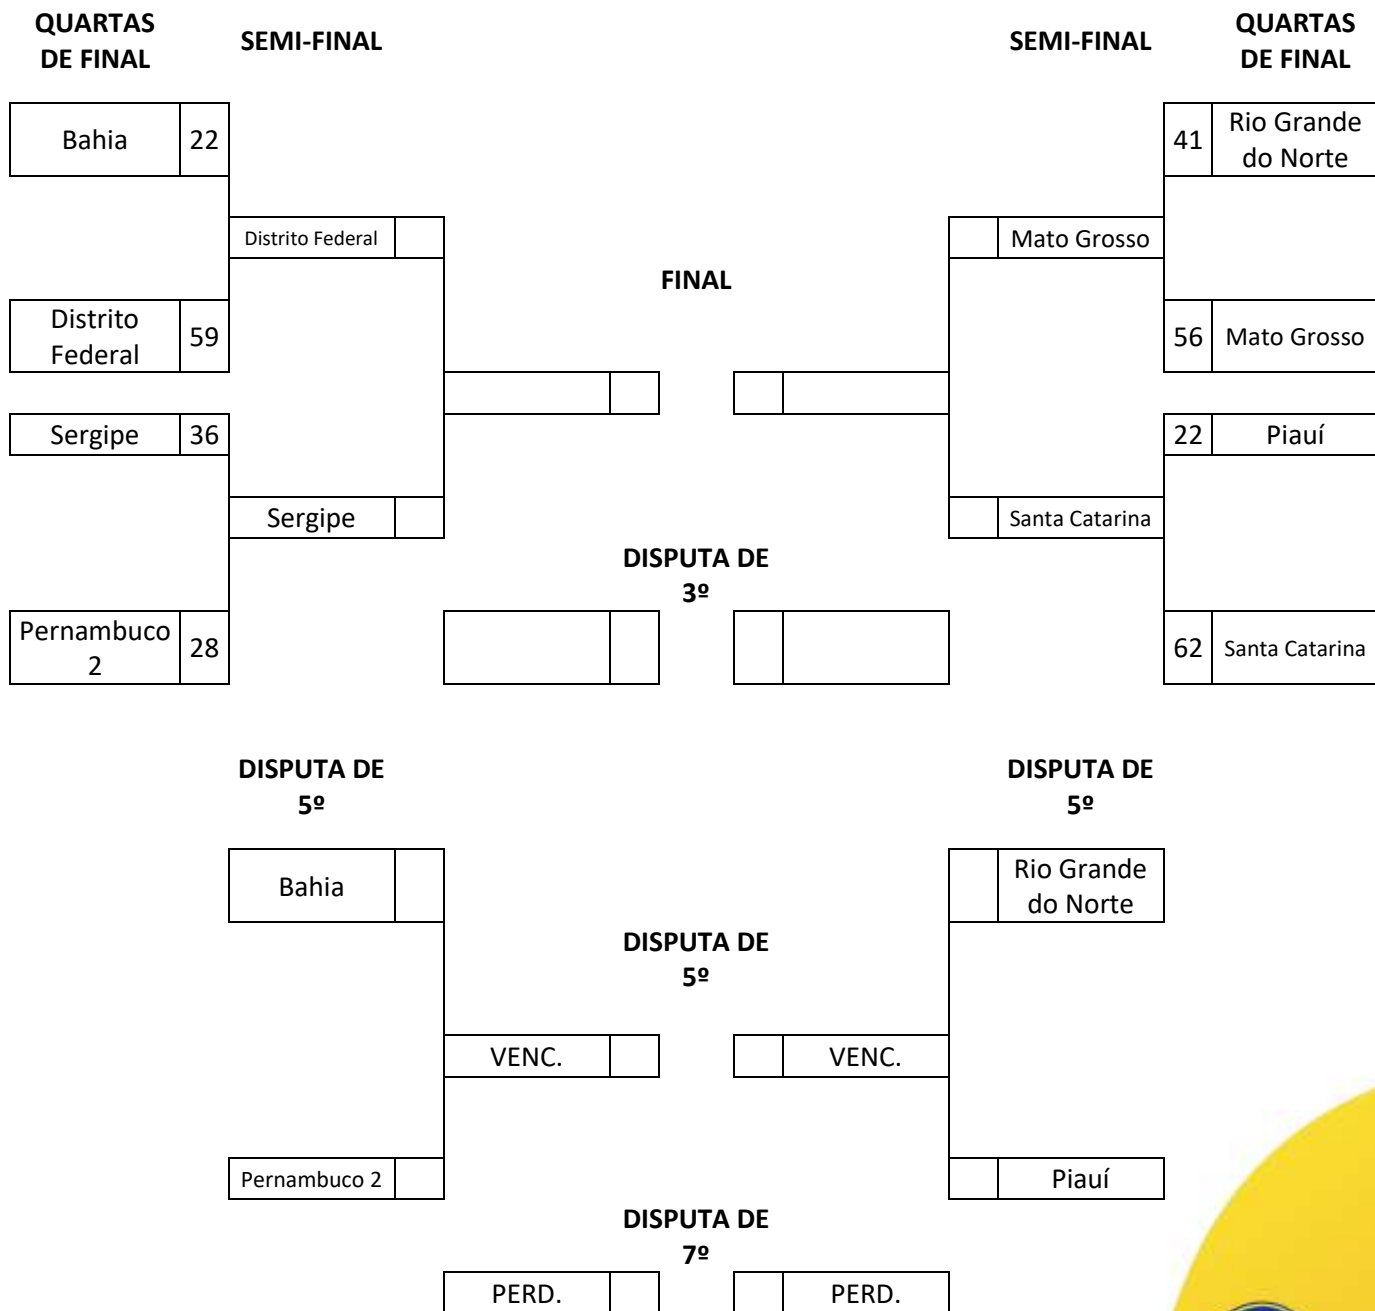 QUARTAS
DE FINAL
SEMI-FINAL
SEMI-FINAL
QUARTAS
DE FINAL
Bahia 22
41 Rio Grande
do Norte
Distrito Federal
Mato Grosso
FINAL
Distrito
Federal 59
56 Mato Grosso
Sergipe 36
22 Piauí
Sergipe
Santa Catarina
DISPUTA DE
3º
Pernambuco
2 28
62 Santa Catarina
DISPUTA DE
5º
DISPUTA DE
5º
Bahia
Rio Grande
do Norte
DISPUTA DE
5º
VENC.
VENC.
Pernambuco 2
Piauí
DISPUTA DE
7º
PERD.
PERD.